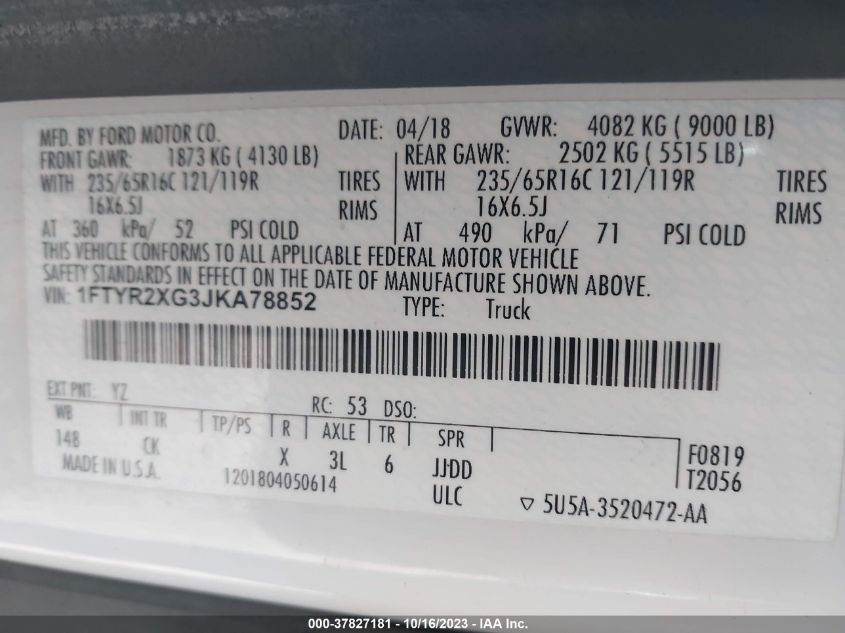 MFD. BY FORD MOTOR CO. DATE: 04/18 GVWR: 4082 KG ( 9000 LB)
FRONT GAWR: 1873 KG ( 4130 LB) REAR GAWR: 2502 KG ( 5515 LB)
WITH 235/65R16C 121/119R TIRES WITH 235/65R16C 121/119R TIRES
16X6.5J RIMS 16X6.5J RIMS
AT 360 kPa/ 52 PSI COLD AT 490 kPa/ 71 PSI COLD
THIS VEHICLE CONFORMS TO ALL APPLICABLE FEDERAL MOTOR VEHICLE
SAFETY STANDARDS IN EFFECT ON THE DATE OF MANUFACTURE SHOWN ABOVE.
VIN: 1FTYR2XG3JKA78852 TYPE: Truck
EXT PNT: YZ RC: 53 DSO:
WB INT TR TP/PS R AXLE TR SPR
148 CK X 3L 6 JJDD F0819
MADE IN U.S.A. 1201804050614 ULC T2056
▽ 5U5A-3520472-AA
000-37827181 - 10/16/2023 - IAA Inc.